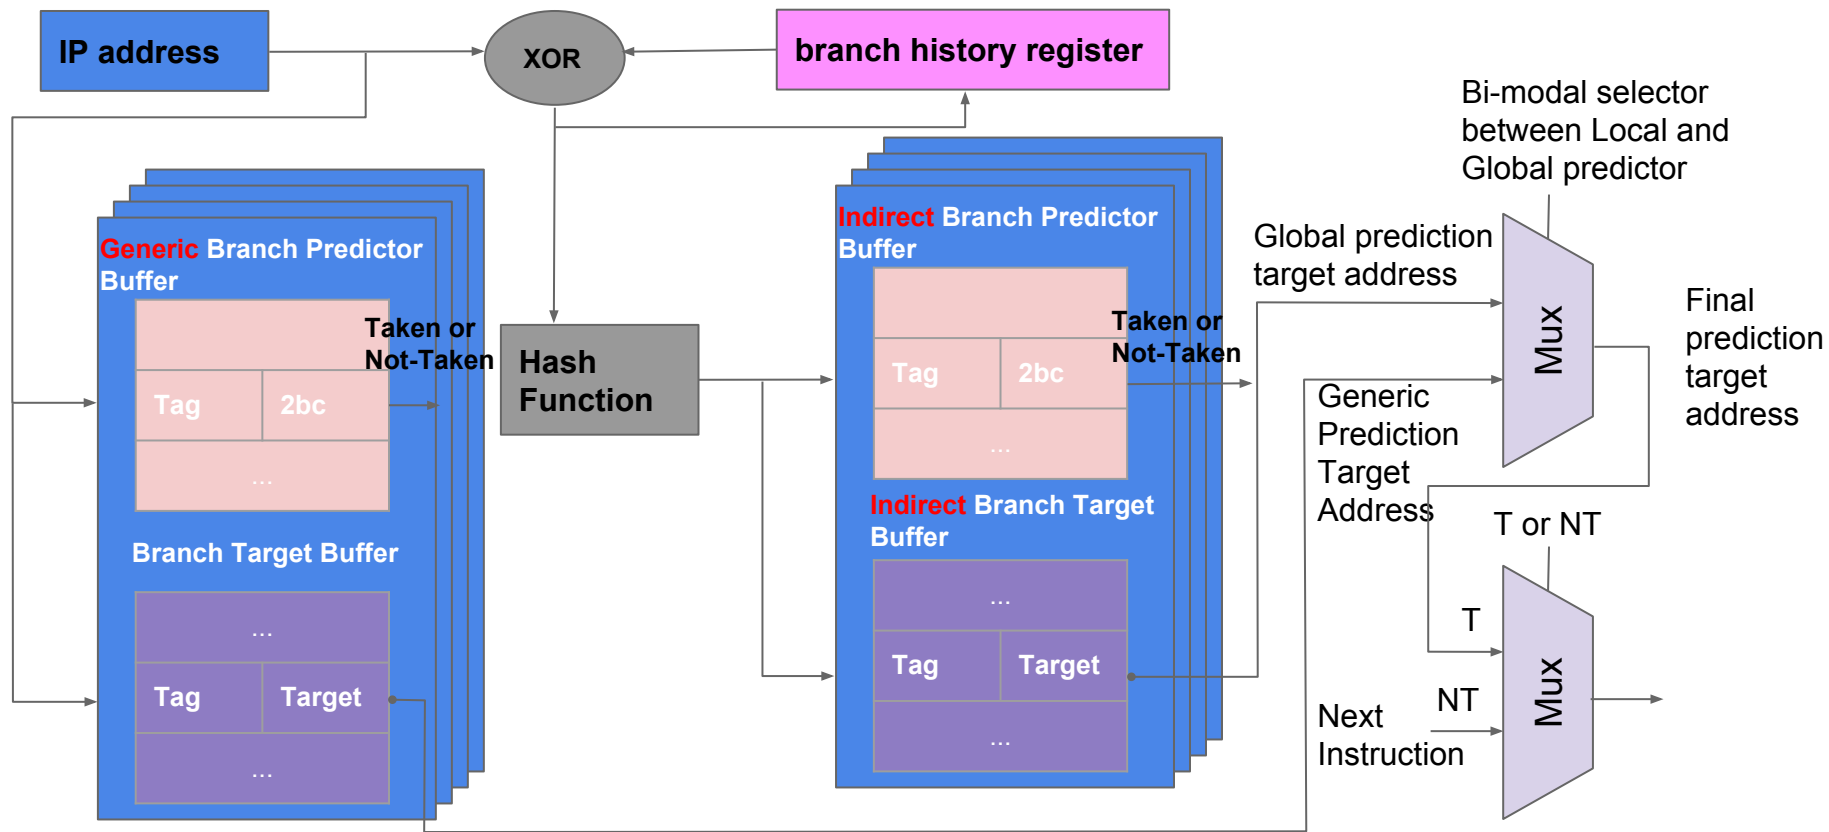 IP address
XOR
branch history register
Bi-modal selector
between Local and
Global predictor
Generic Branch Predictor
Buffer
Taken or
Not-Taken
Tag
2bc
...
Branch Target Buffer
...
Tag
Target
...
Hash
Function
Indirect Branch Predictor
Buffer
Taken or
Not-Taken
Tag
2bc
...
Indirect Branch Target
Buffer
...
Tag
Target
...
Global prediction
target address
Mux
Final
prediction
target
address
Generic
Prediction
Target
Address
T or NT
T
NT
Next
Instruction
Mux